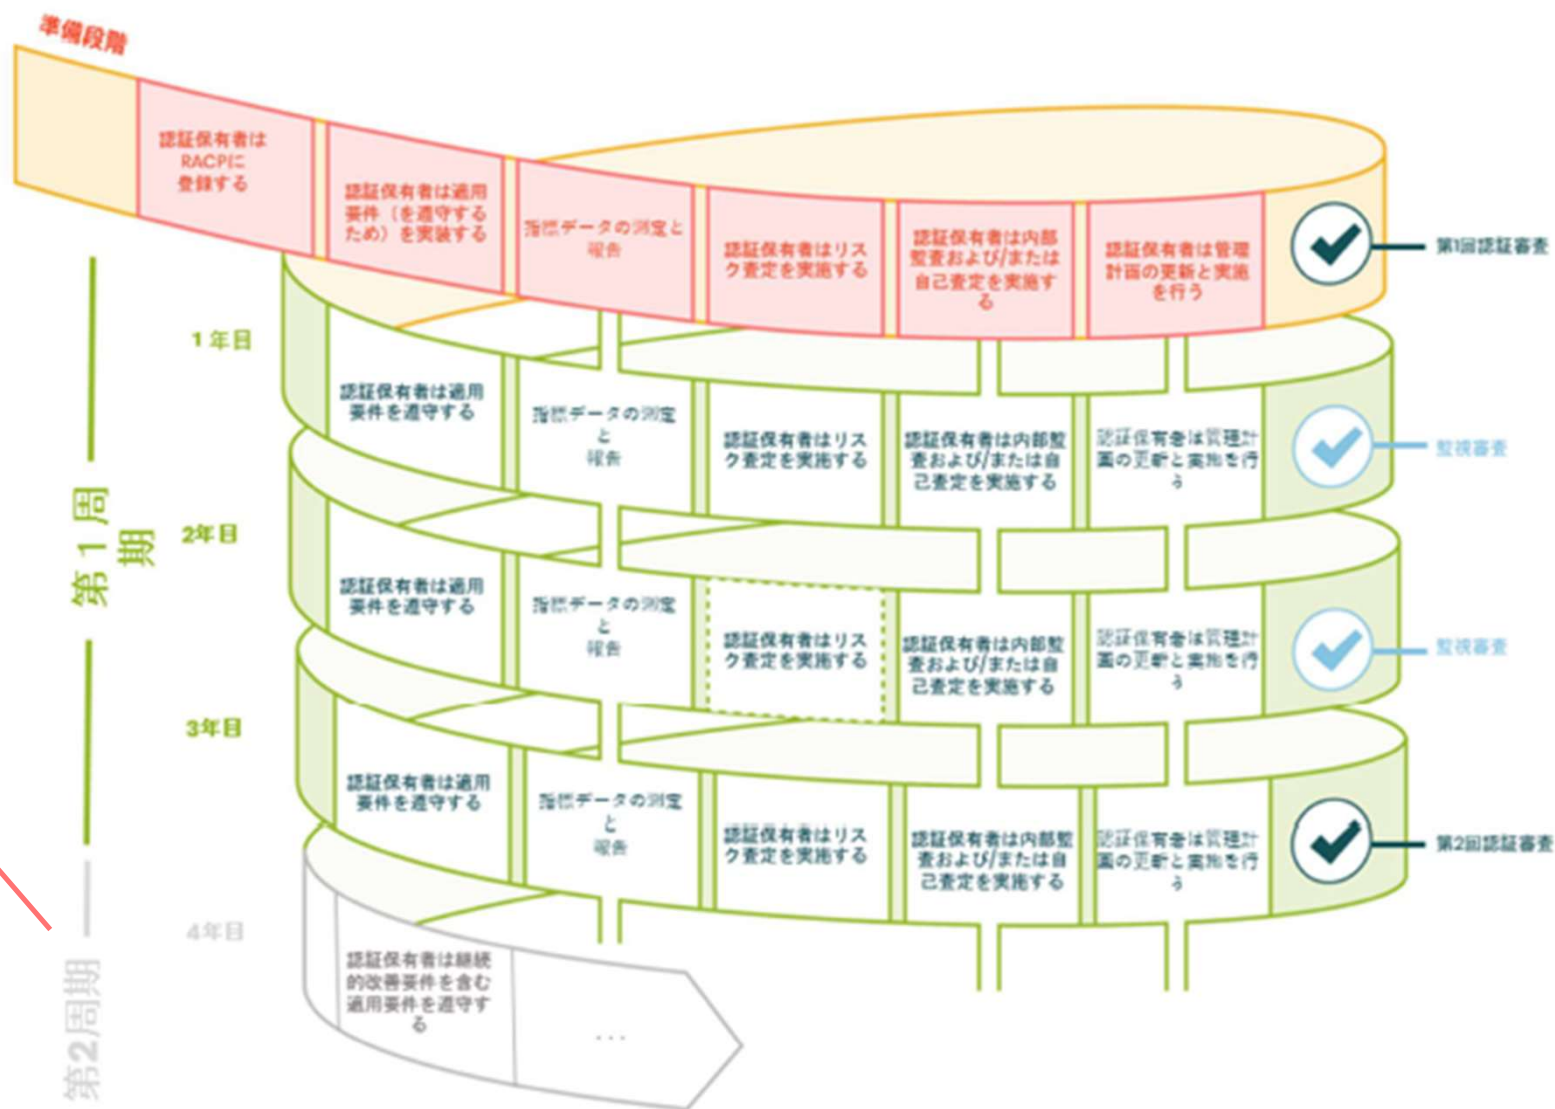 準備段階
認証保有者は
RACPに
登録する
認証保有者は適用
要件（を遵守する
ため）を実装する
指標データの測定と
報告
認証保有者はリス
ク査定を実施する
認証保有者は内部
監査および/または
自己査定を実施す
る
認証保有者は管理
計画の更新と実施
を行う
第1回認証審査
第1周
期
1年目
認証保有者は適用
要件を遵守する
指標データの測定
と
報告
認証保有者はリス
ク査定を実施する
認証保有者は内部監
査および/または自
己査定を実施する
認証保有者は管理計
画の更新と実施を行
う
監視審査
2年目
認証保有者は適用
要件を遵守する
指標データの測定
と
報告
認証保有者はリス
ク査定を実施する
認証保有者は内部監
査および/または自
己査定を実施する
認証保有者は管理計
画の更新と実施を行
う
監視審査
3年目
認証保有者は適用
要件を遵守する
指標データの測定
と
報告
認証保有者はリス
ク査定を実施する
認証保有者は内部監
査および/または自
己査定を実施する
認証保有者は管理計
画の更新と実施を行
う
第2回認証審査
第2周期
4年目
認証保有者は継続
的改善要件を含む
適用要件を遵守す
る
...